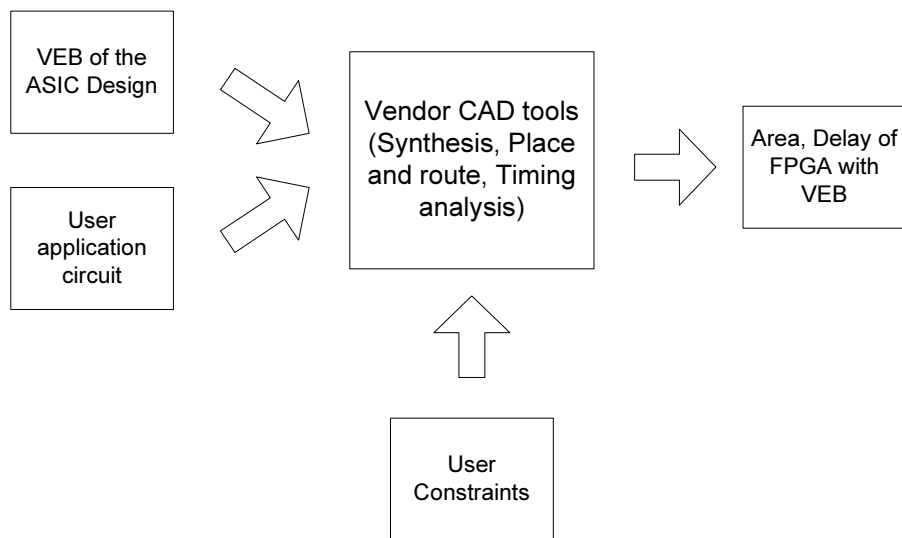 VEB of the
ASIC Design
User
application
circuit
Vendor CAD tools
(Synthesis, Place
and route, Timing
analysis)
Area, Delay of
FPGA with
VEB
User
Constraints